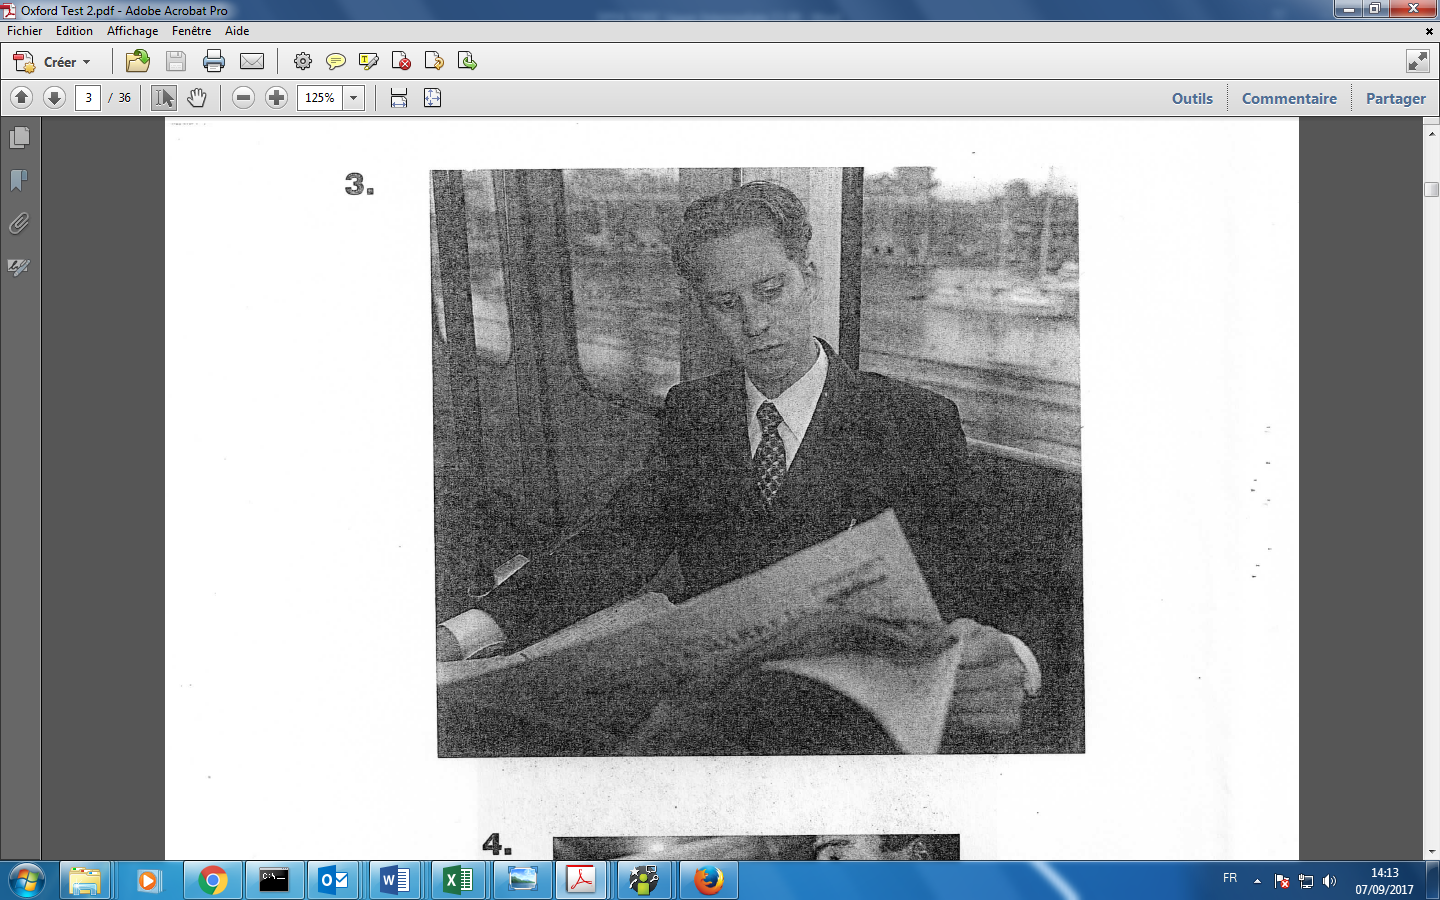 Oxford Test 2.pdf - Adobe Acrobat Pro
Fichier Edition Affichage Fenêtre Aide
Créer
3 / 36 125% Outils Commentaire Partager
3.
4.
C:\.
FR 14:13
07/09/2017